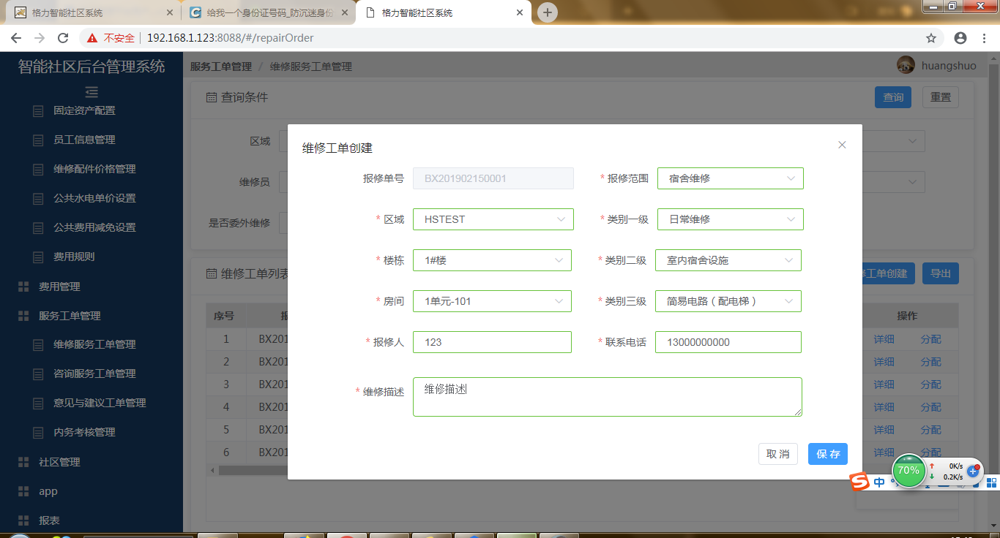 格力智能社区系统
给我一个身份证号码_防沉迷身份
格力智能社区系统
不安全 192.168.1.123:8088/#/repairOrder
智能社区后台管理系统
固定资产配置
员工信息管理
维修配件价格管理
公共水电单价设置
公共费用减免设置
费用规则
费用管理
服务工单管理
维修服务工单管理
咨询服务工单管理
意见与建议工单管理
内务考核管理
社区管理
app
报表
服务工单管理 / 维修服务工单管理
huangshuo
查询条件
查询 重置
区域
维修员
是否委外维修
维修工单列表
工单创建 导出
序号 操作
1 BX201 详细 分配
2 BX201 详细 分配
3 BX201 详细 分配
4 BX201 详细 分配
5 BX201 详细 分配
6 BX201 详细 分配
维修工单创建
报修单号 BX201902150001 * 报修范围 宿舍维修
* 区域 HSTEST * 类别一级 日常维修
* 楼栋 1#楼 * 类别二级 室内宿舍设施
* 房间 1单元-101 * 类别三级 简易电路（配电梯）
* 报修人 123 * 联系电话 13000000000
* 维修描述 维修描述
取 消 保 存
70% 0K/s
0.2K/s
中